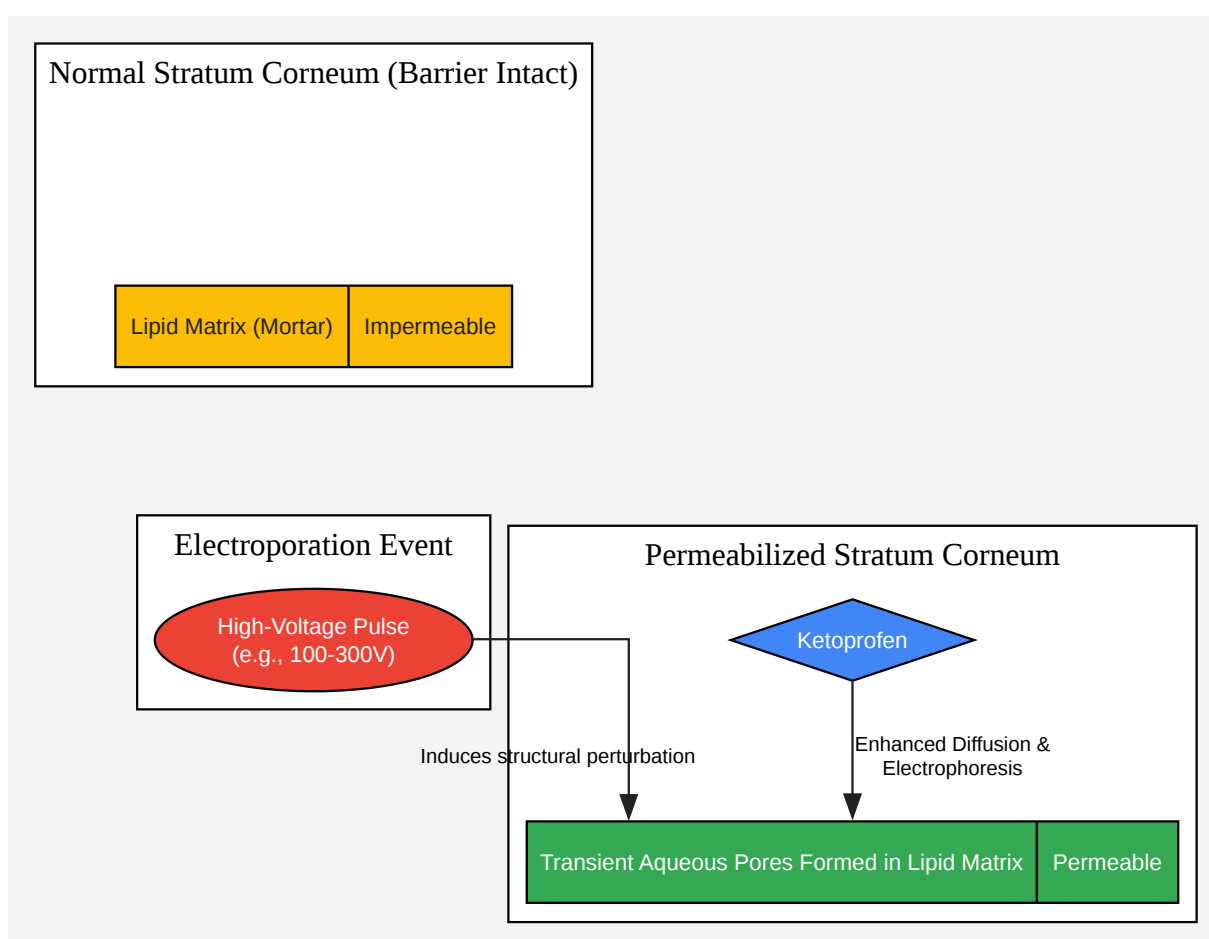 Normal Stratum Corneum (Barrier Intact)
Lipid Matrix (Mortar)
Impermeable
Electroporation Event
High-Voltage Pulse
(e.g., 100-300V)
Induces structural perturbation
Permeabilized Stratum Corneum
Ketoprofen
Enhanced Diffusion &
Electrophoresis
Transient Aqueous Pores Formed in Lipid Matrix
Permeable